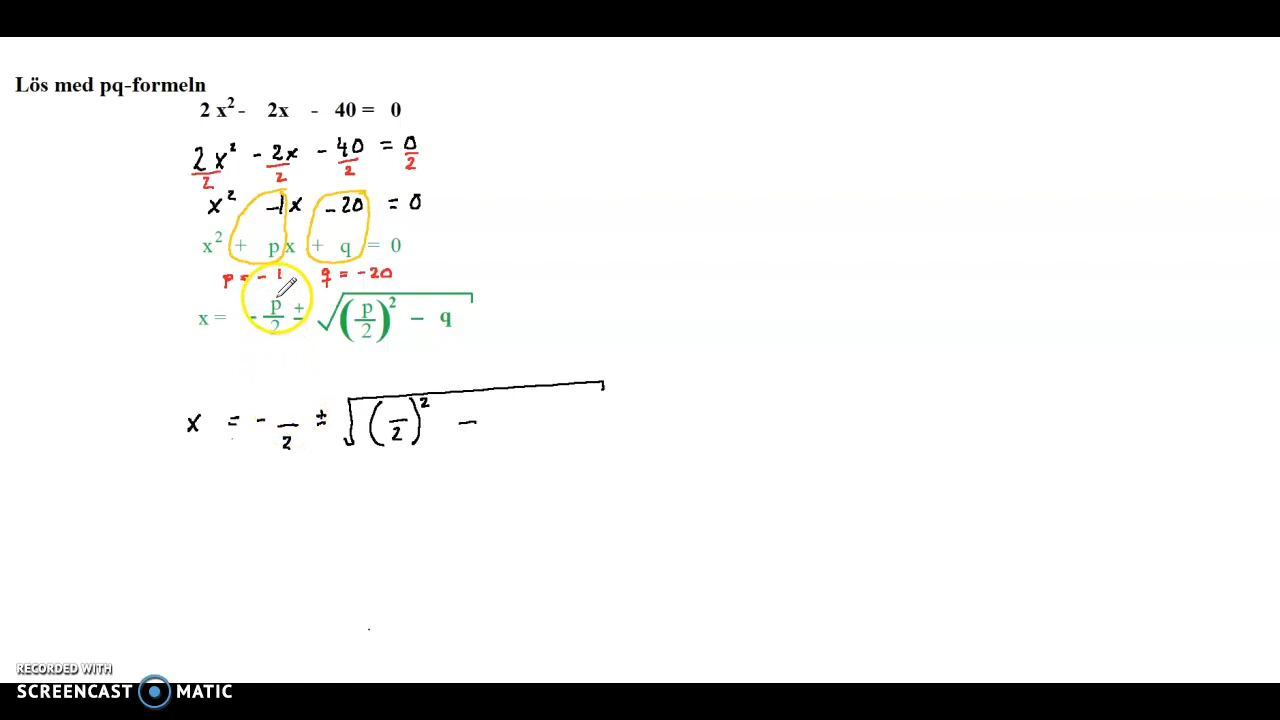 Lös med pq-formeln
2 x² - 2x - 40 = 0
2x²/2 - 2x/2 - 40/2 = 0/2
x² -1x -20 = 0
x² + px + q = 0
p = -1 q = -20
x = - p/2 ± √((p/2)² - q
x = - /2 ± √( /2)² -
RECORDED WITH
SCREENCAST MATIC